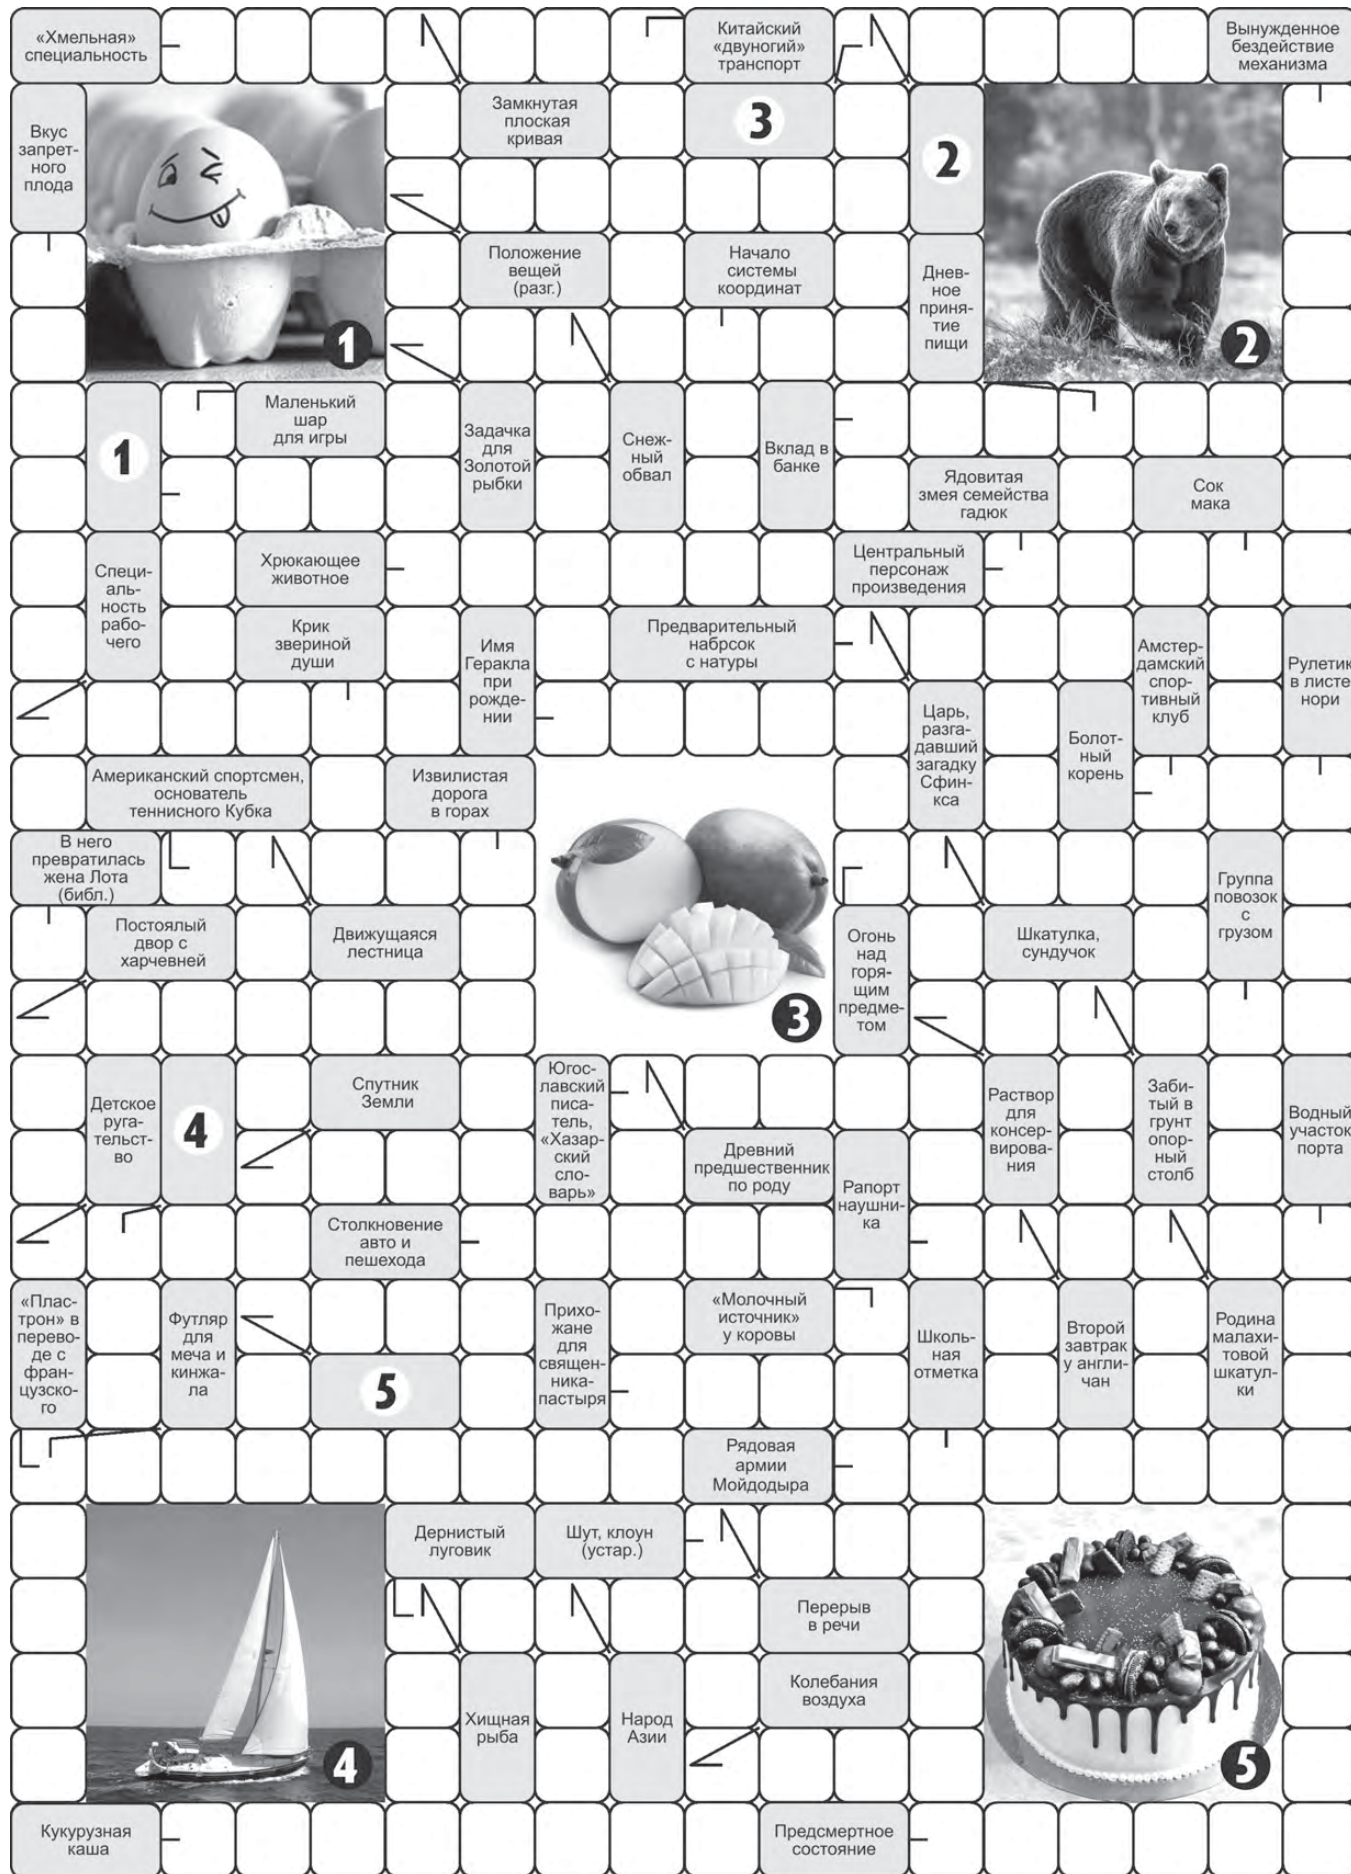 «Хмельная»
специальность
Китайский
«двуногий»
транспорт
Вынужденное
бездействие
механизма
Вкус
запрет-
ного
плода
Замкнутая
плоская
кривая
3
2
Положение
вещей
(разг.)
Начало
системы
координат
Днев-
ное
приня-
тие
пищи
1
2
1
Маленький
шар
для игры
Задачка
для
Золотой
рыбки
Снеж-
ный
обвал
Вклад в
банке
Ядовитая
змея семейства
гадюк
Сок
мака
Специ-
аль-
ность
рабо-
чего
Хрюкающее
животное
Центральный
персонаж
произведения
Крик
звериной
души
Имя
Геракла
при
рожде-
нии
Предварительный
набрсок
с натуры
Амстер-
дамский
спор-
тивный
клуб
Рулетик
в листе
нори
Царь,
разга-
давший
загадку
Сфин-
кса
Болот-
ный
корень
Американский спортсмен,
основатель
теннисного Кубка
Извилистая
дорога
в горах
В него
превратилась
жена Лота
(библ.)
Группа
повозок
с
грузом
Постоялый
двор с
харчевней
Движущаяся
лестница
Огонь
над
горя-
щим
предме-
том
Шкатулка,
сундучок
3
Детское
руга-
тельст-
во
4
Спутник
Земли
Югос-
лавский
писа-
тель,
«Хазар-
ский
сло-
варь»
Древний
предшественник
по роду
Рапорт
наушни-
ка
Раствор
для
консер-
вирова-
ния
Заби-
тый в
грунт
опор-
ный
столб
Водный
участок
порта
Столкновение
авто и
пешехода
«Плас-
трон» в
перево-
де с
фран-
цузско-
го
Футляр
для
меча и
кинжа-
ла
5
Прихо-
жане
для
священ-
ника-
пастыря
«Молочный
источник»
у коровы
Школь-
ная
отметка
Второй
завтрак
у англи-
чан
Родина
малахи-
товой
шкатул-
ки
Рядовая
армии
Мойдодыра
Дернистый
луговик
Шут, клоун
(устар.)
Перерыв
в речи
Хищная
рыба
Народ
Азии
Колебания
воздуха
4
5
Кукурузная
каша
Предсмертное
состояние